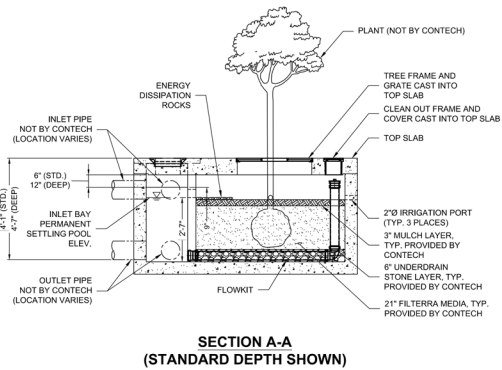 PLANT (NOT BY CONTECH)
ENERGY
DISSIPATION
ROCKS
TREE FRAME AND
GRATE CAST INTO
TOP SLAB
CLEAN OUT FRAME AND
COVER CAST INTO TOP SLAB
TOP SLAB
INLET PIPE
NOT BY CONTECH
(LOCATION VARIES)
6" (STD.)
12" (DEEP)
4'-1" (STD.)
4'-7" (DEEP)
INLET BAY
PERMANENT
SETTLING POOL
ELEV.
2'-7"
9"
OUTLET PIPE
NOT BY CONTECH
(LOCATION VARIES)
FLOWKIT
2"Ø IRRIGATION PORT
(TYP. 3 PLACES)
3" MULCH LAYER,
TYP. PROVIDED BY
CONTECH
6" UNDERDRAIN
STONE LAYER, TYP.
PROVIDED BY CONTECH
21" FILTERRA MEDIA, TYP.
PROVIDED BY CONTECH
SECTION A-A
(STANDARD DEPTH SHOWN)